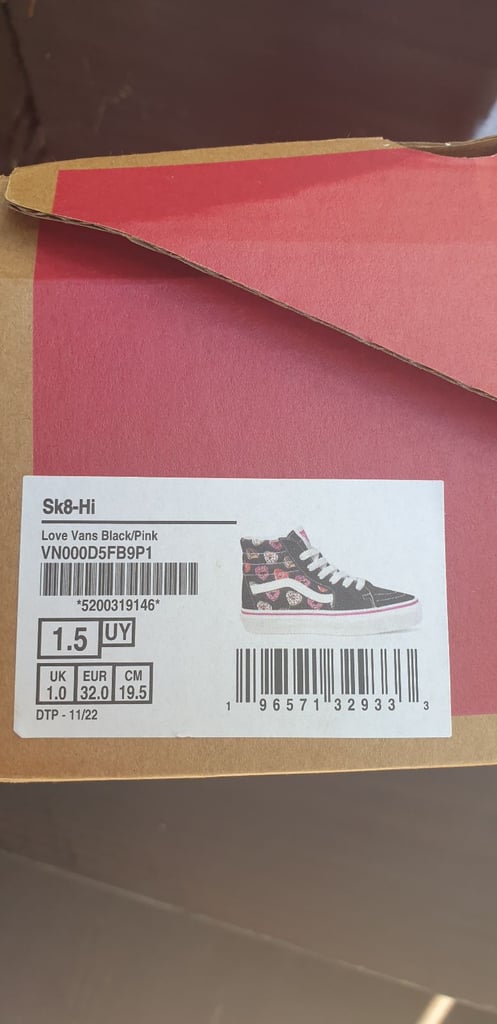 Sk8-Hi
Love Vans Black/Pink
VN000D5FB9P1
*5200319146*
1.5 UY
UK EUR CM
1.0 32.0 19.5
DTP - 11/22
1 96571 32933 3